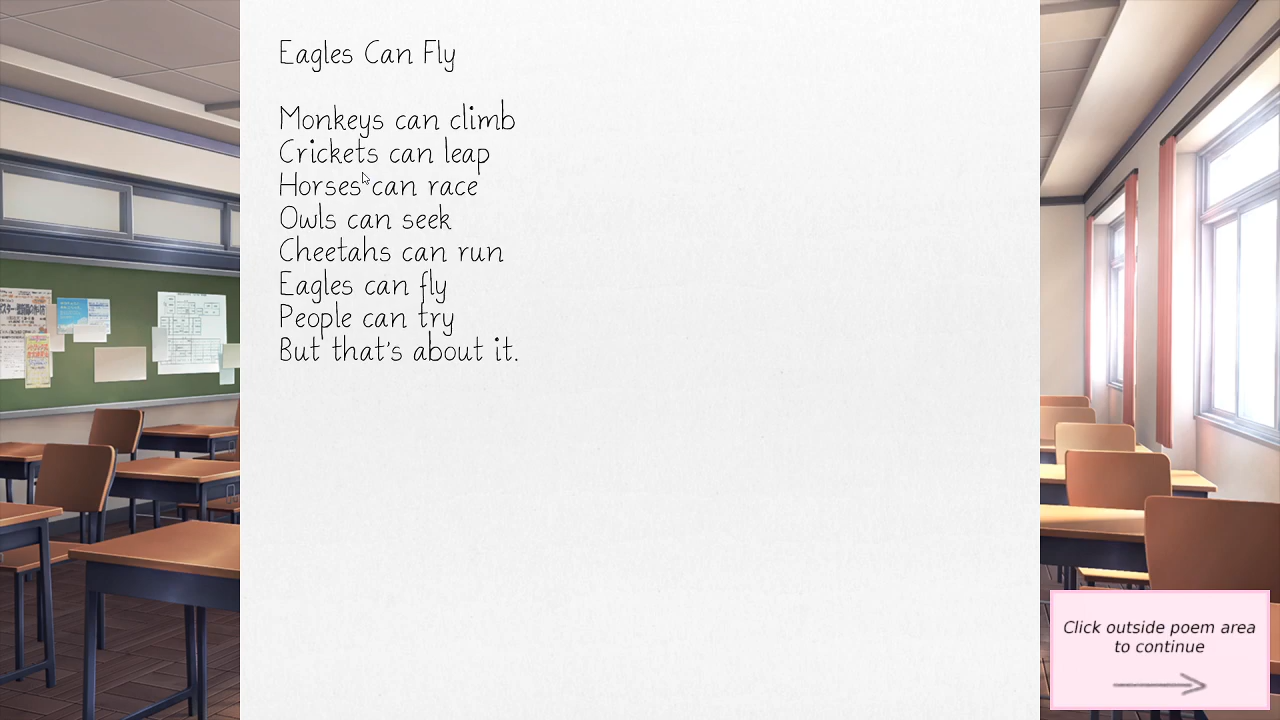 Eagles Can Fly
Monkeys can climb
Crickets can leap
Horses can race
Owls can seek
Cheetahs can run
Eagles can fly
People can try
But that's about it.
Click outside poem area
to continue